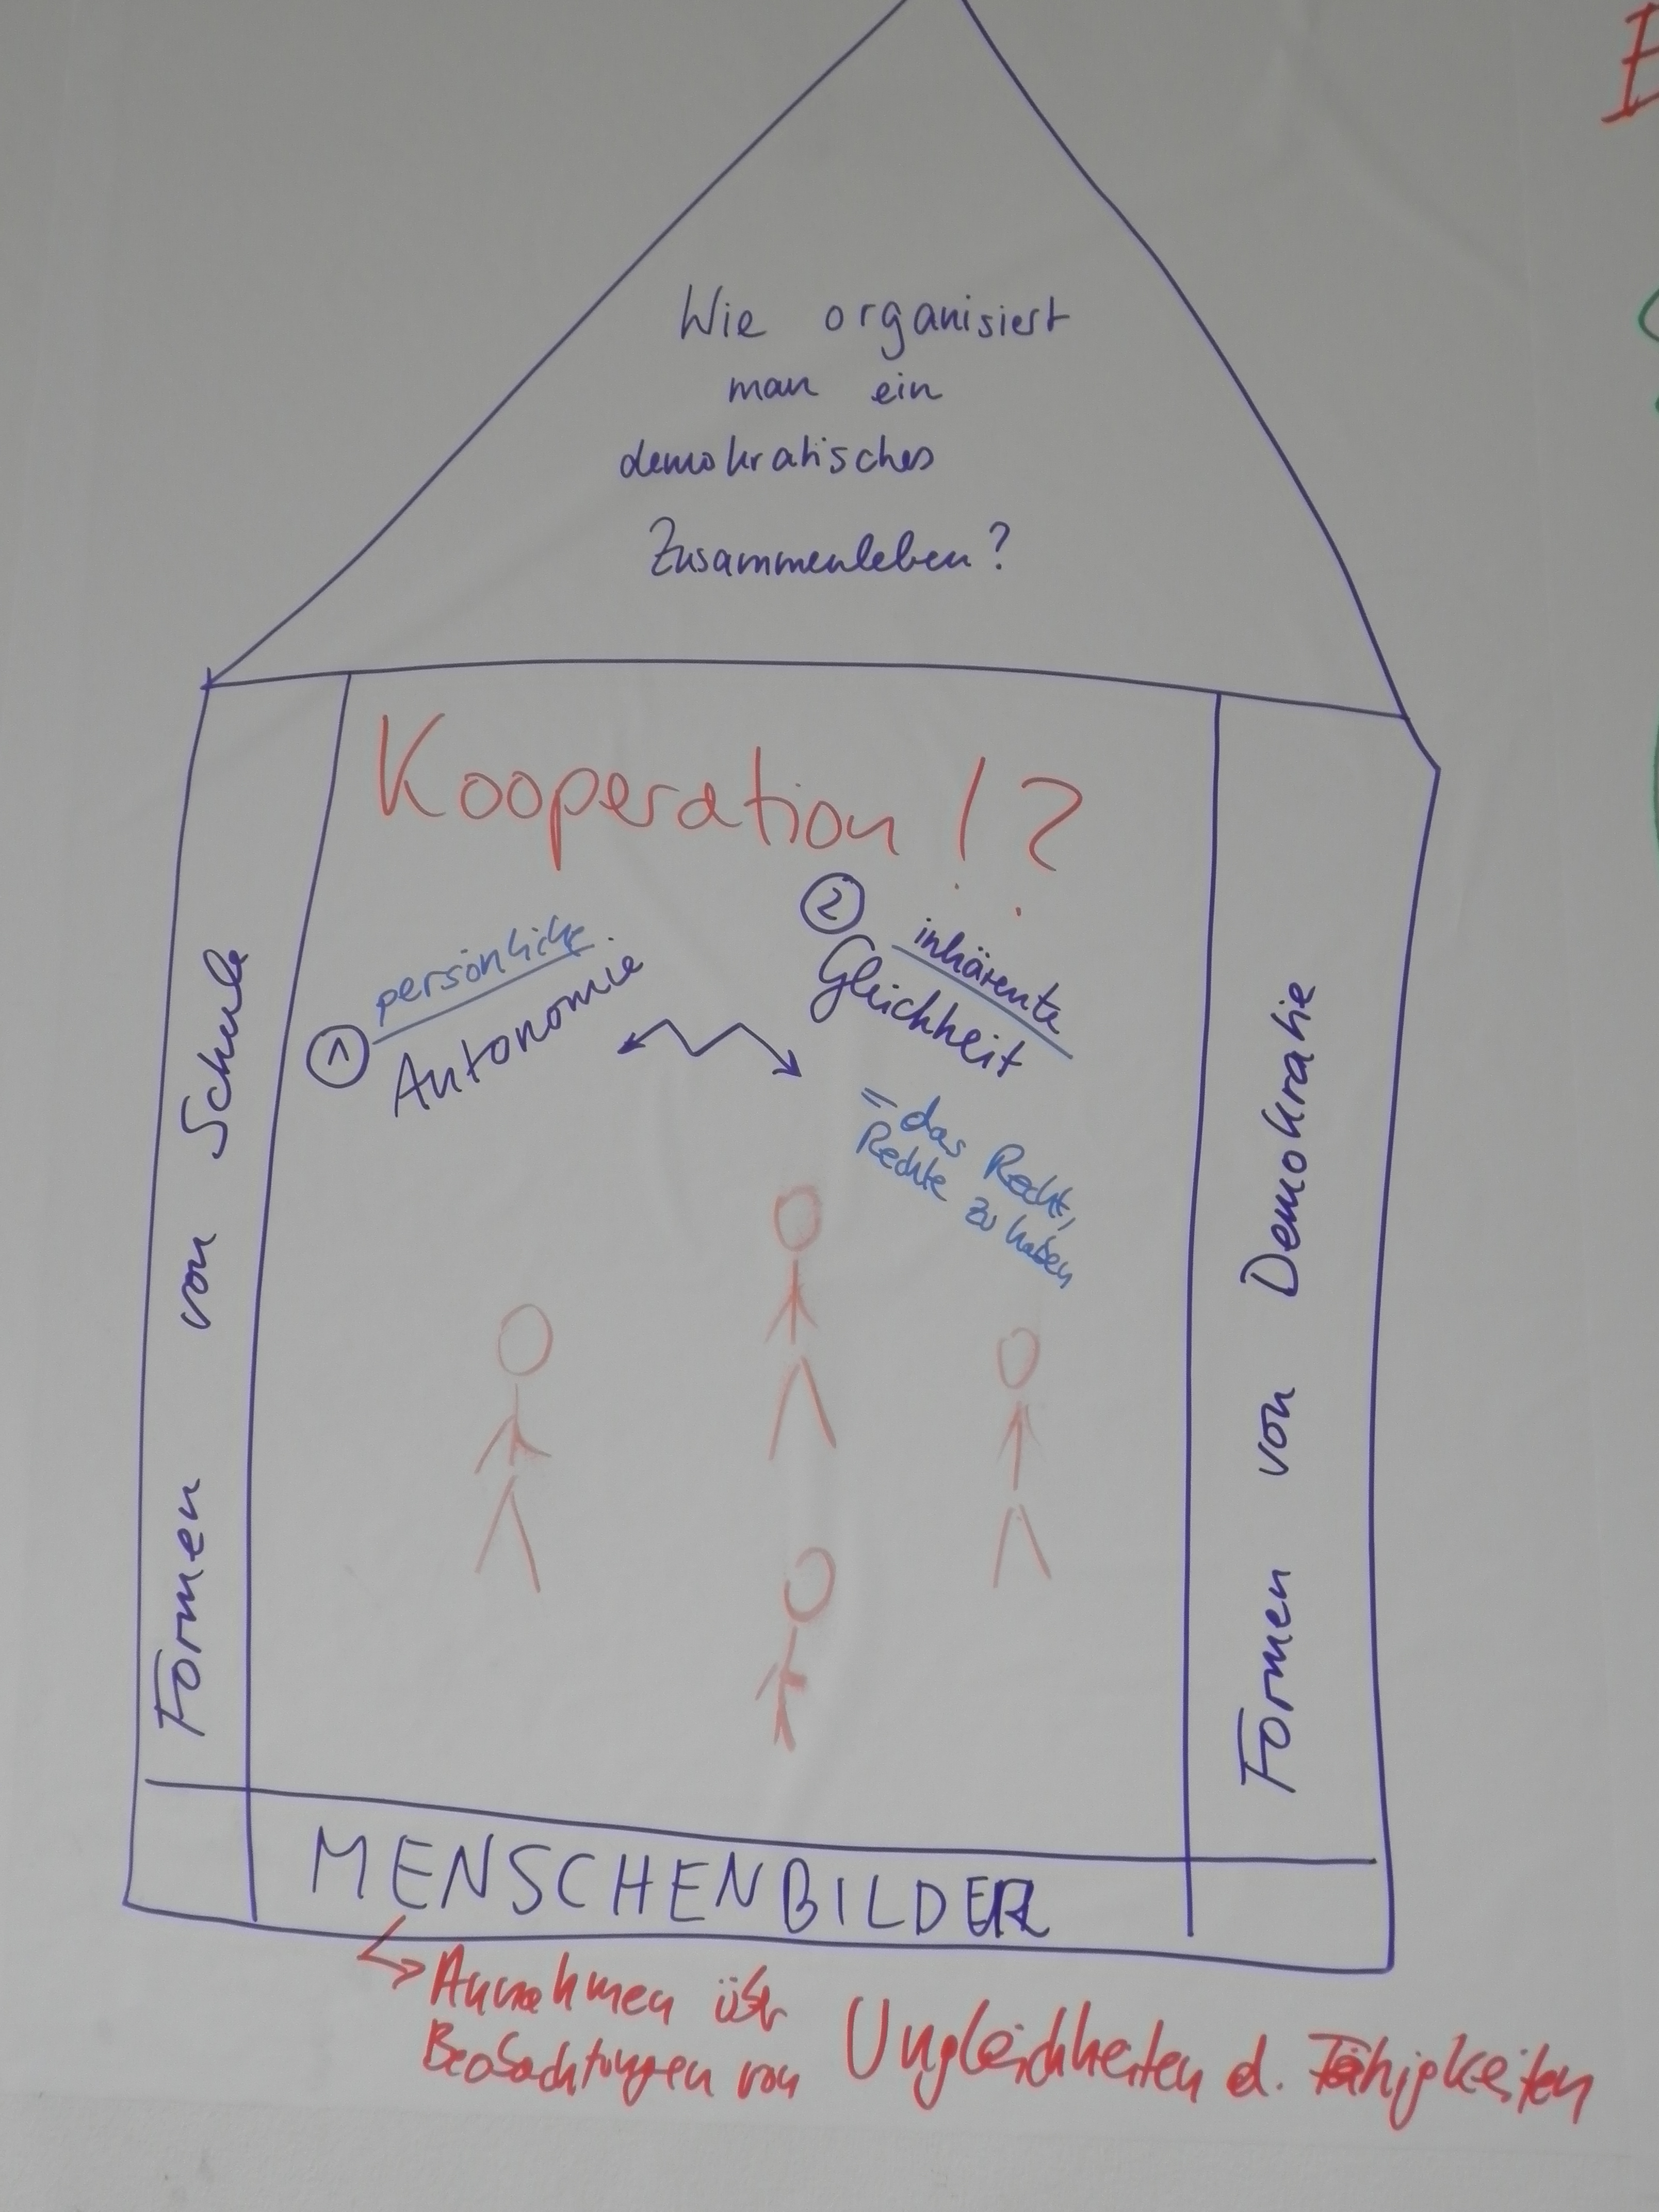 Wie organisiert
man ein
demokratisches
Zusammenleben?
Kooperation!?
① persönliche
Autonomie
② inhärente
Gleichheit
= das Recht,
Rechte zu haben
Formen von Schule
Formen von Demokratie
MENSCHENBILDER
↳ Annahmen über
Beobachtungen von Ungleichheiten d. Fähigkeiten